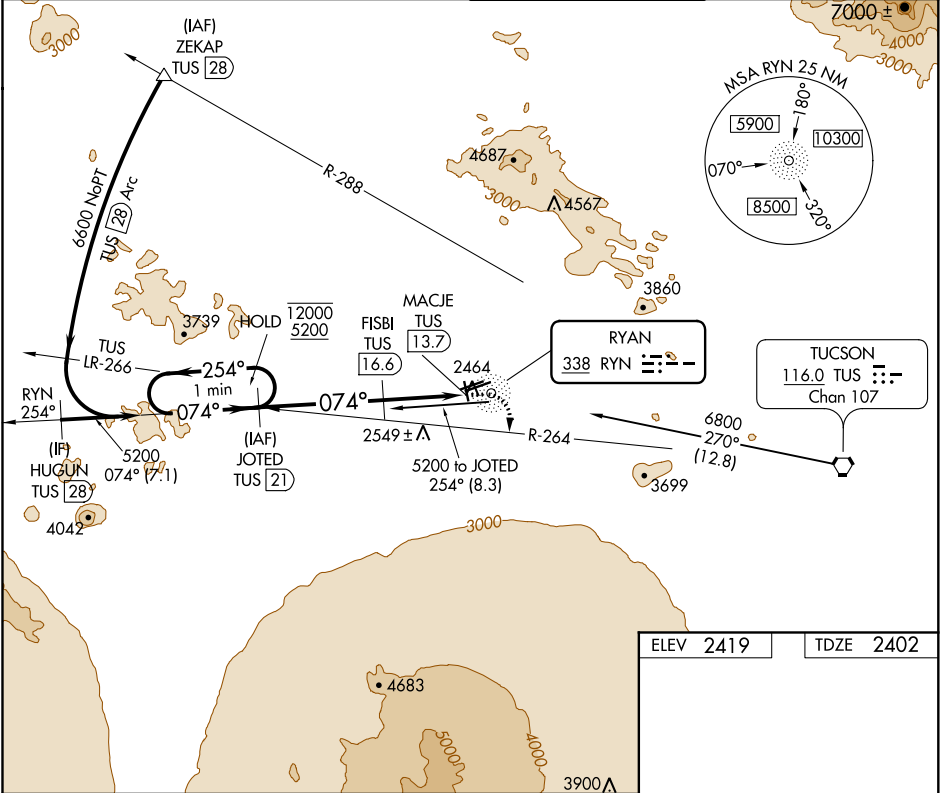 (IAF)
ZEKAP
TUS 28
3000
7000 ±
4000
3000
MSA RYN 25 NM
180°
5900
10300
070°
8500
320°
4687
3000
4567
R-288
6600 NoPT
TUS 28 Arc
3860
3739
HOLD
12000
5200
FISBI
TUS
16.6
MACJE
TUS
13.7
2464
RYAN
338 RYN
TUCSON
116.0 TUS
Chan 107
TUS
LR-266
254°
1 min
074°
074°
RYN
254°
(IF)
HUGUN
TUS 28
5200
074° (7.1)
(IAF)
JOTED
TUS 21
2549 ±
R-264
5200 to JOTED
254° (8.3)
6800
270°
(12.8)
3699
4042
3000
4683
5000
4000
3900
ELEV 2419
TDZE 2402